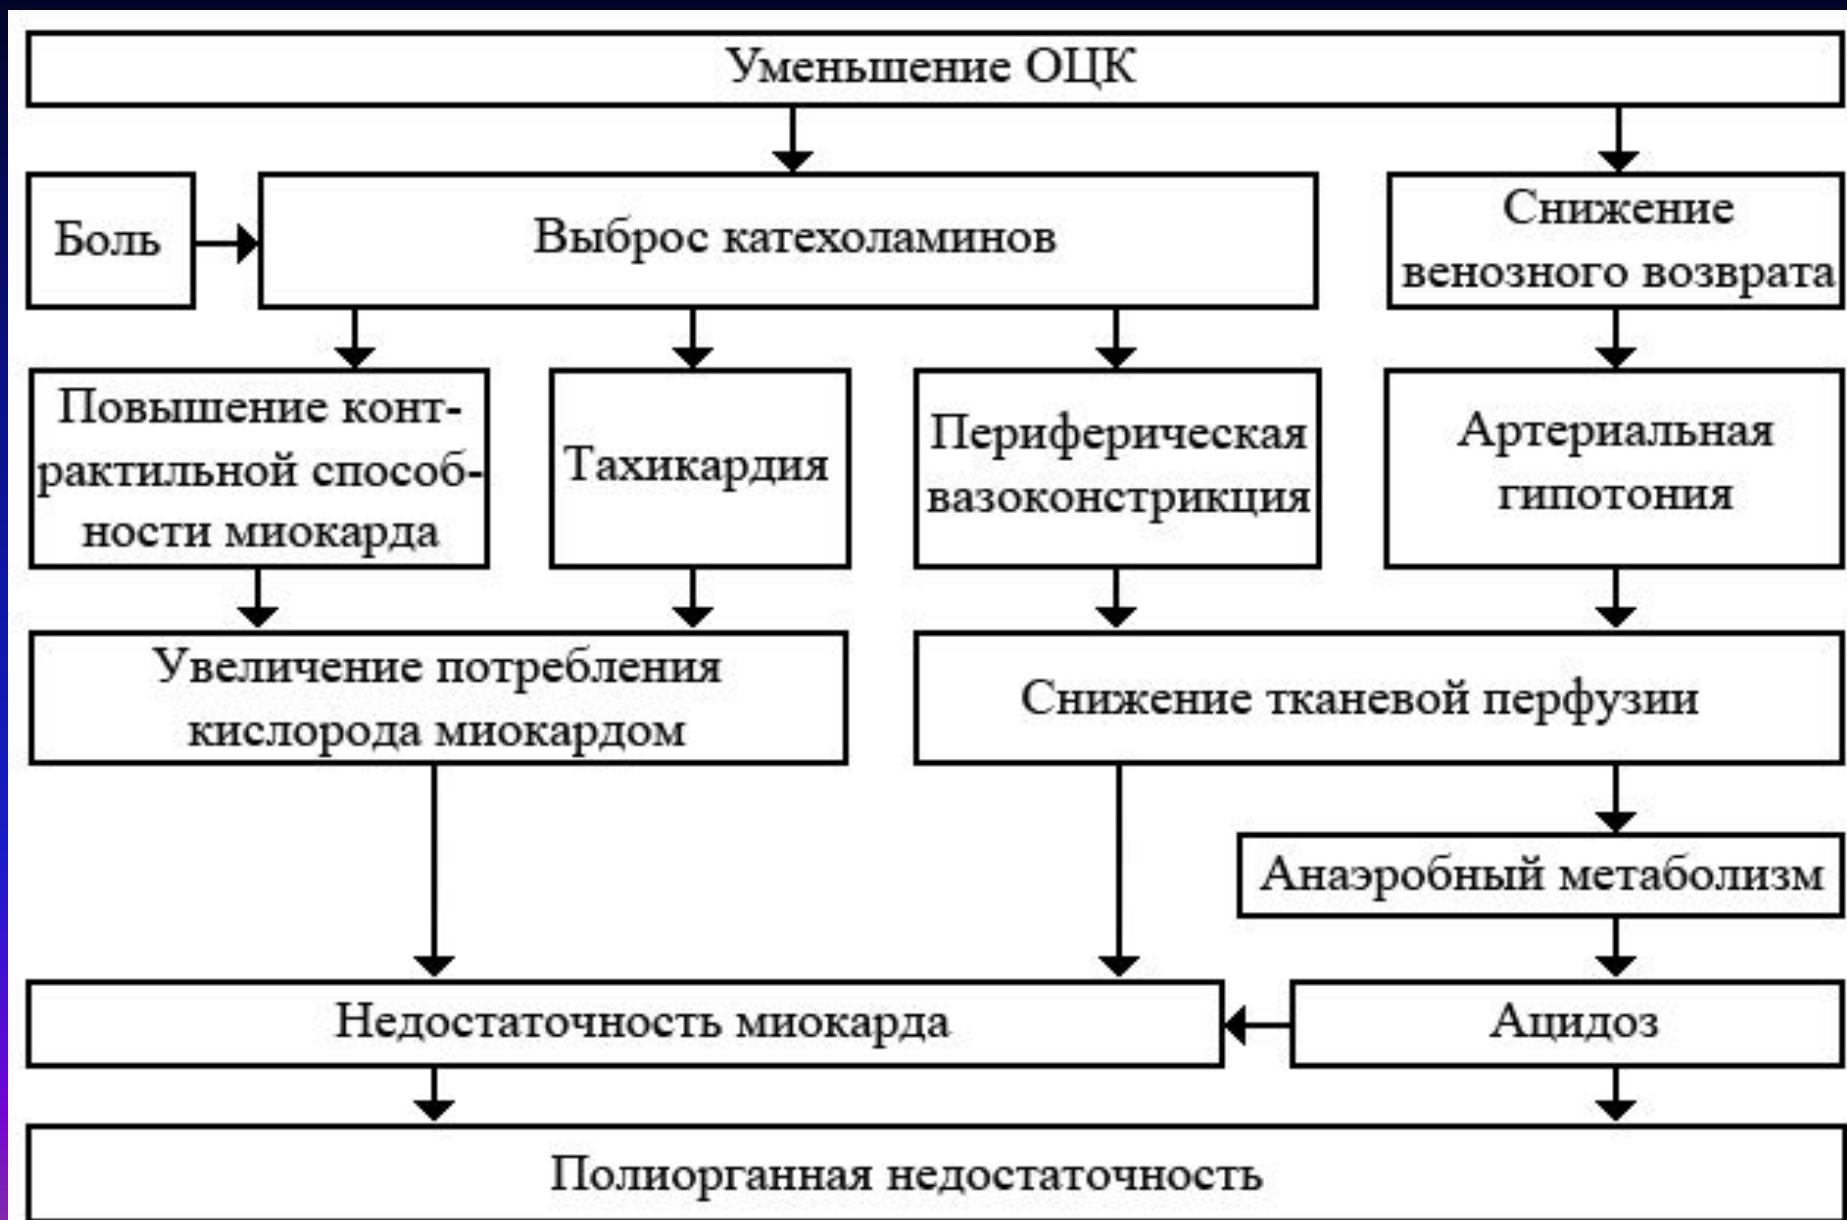 Уменьшение ОЦК
Боль
Выброс катехоламинов
Снижение
венозного возврата
Повышение конт-
рактильной способ-
ности миокарда
Тахикардия
Периферическая
вазоконстрикция
Артериальная
гипотония
Увеличение потребления
кислорода миокардом
Снижение тканевой перфузии
Анаэробный метаболизм
Недостаточность миокарда
Ацидоз
Полиорганная недостаточность